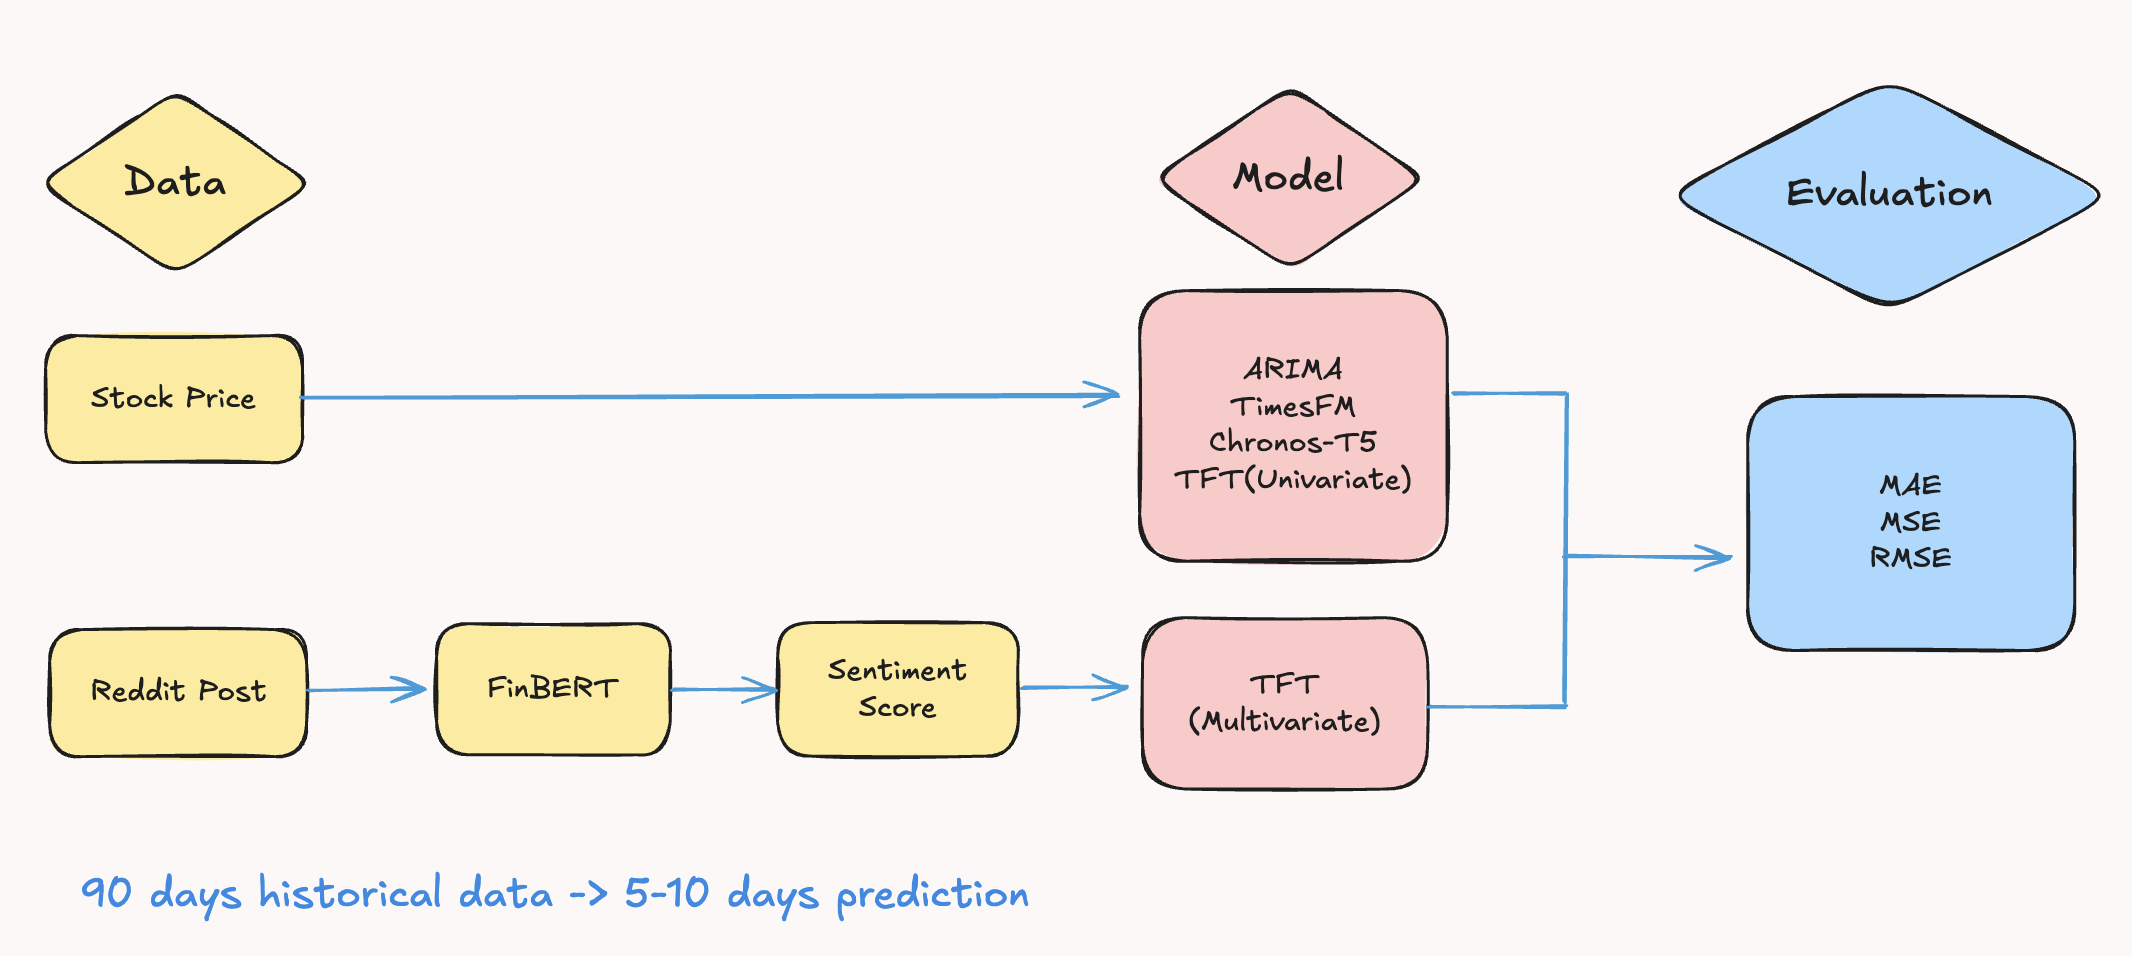 Data
Model
Evaluation
Stock Price
ARIMA
TimesFM
Chronos-T5
TFT(Univariate)
MAE
MSE
RMSE
Reddit Post
FinBERT
Sentiment
Score
TFT
(Multivariate)
90 days historical data -> 5-10 days prediction